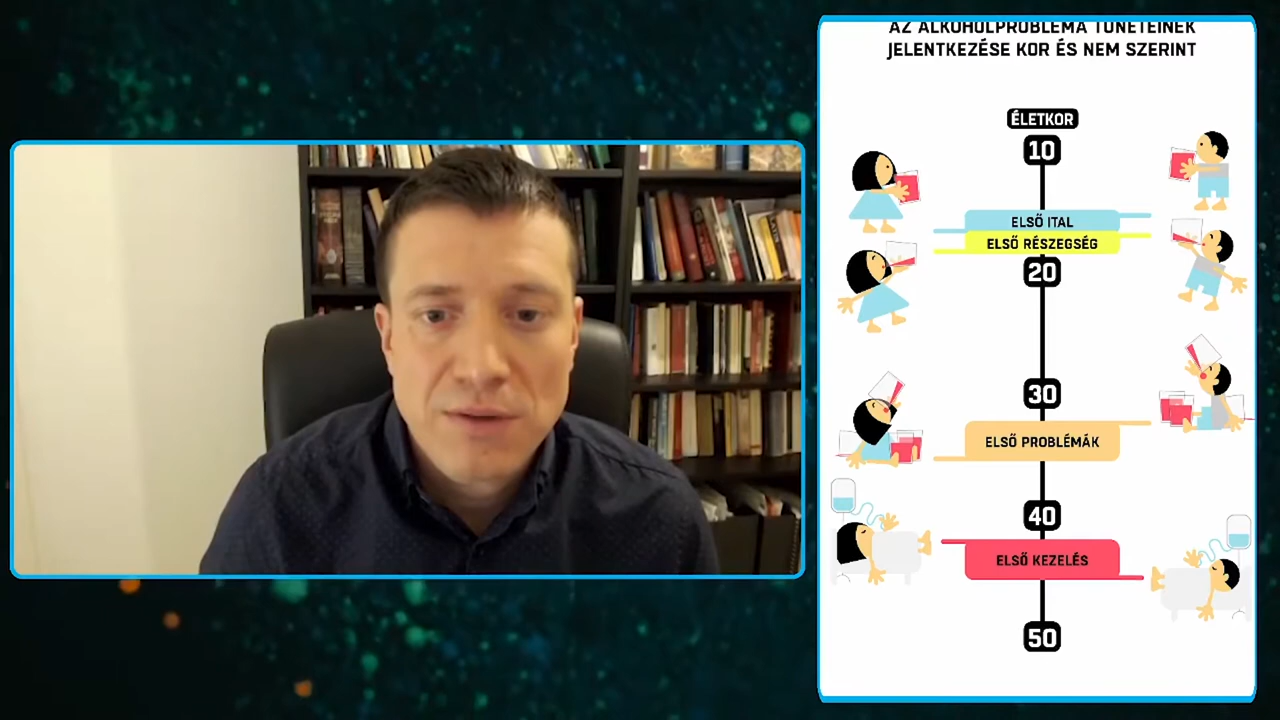 AZ ALKOHOLPROBLÉMA TÜNETEINEK
JELENTKEZÉSE KOR ÉS NEM SZERINT
ÉLETKOR
10
ELSŐ ITAL
ELSŐ RÉSZEGSÉG
20
30
ELSŐ PROBLÉMÁK
40
ELSŐ KEZELÉS
50
LATIN